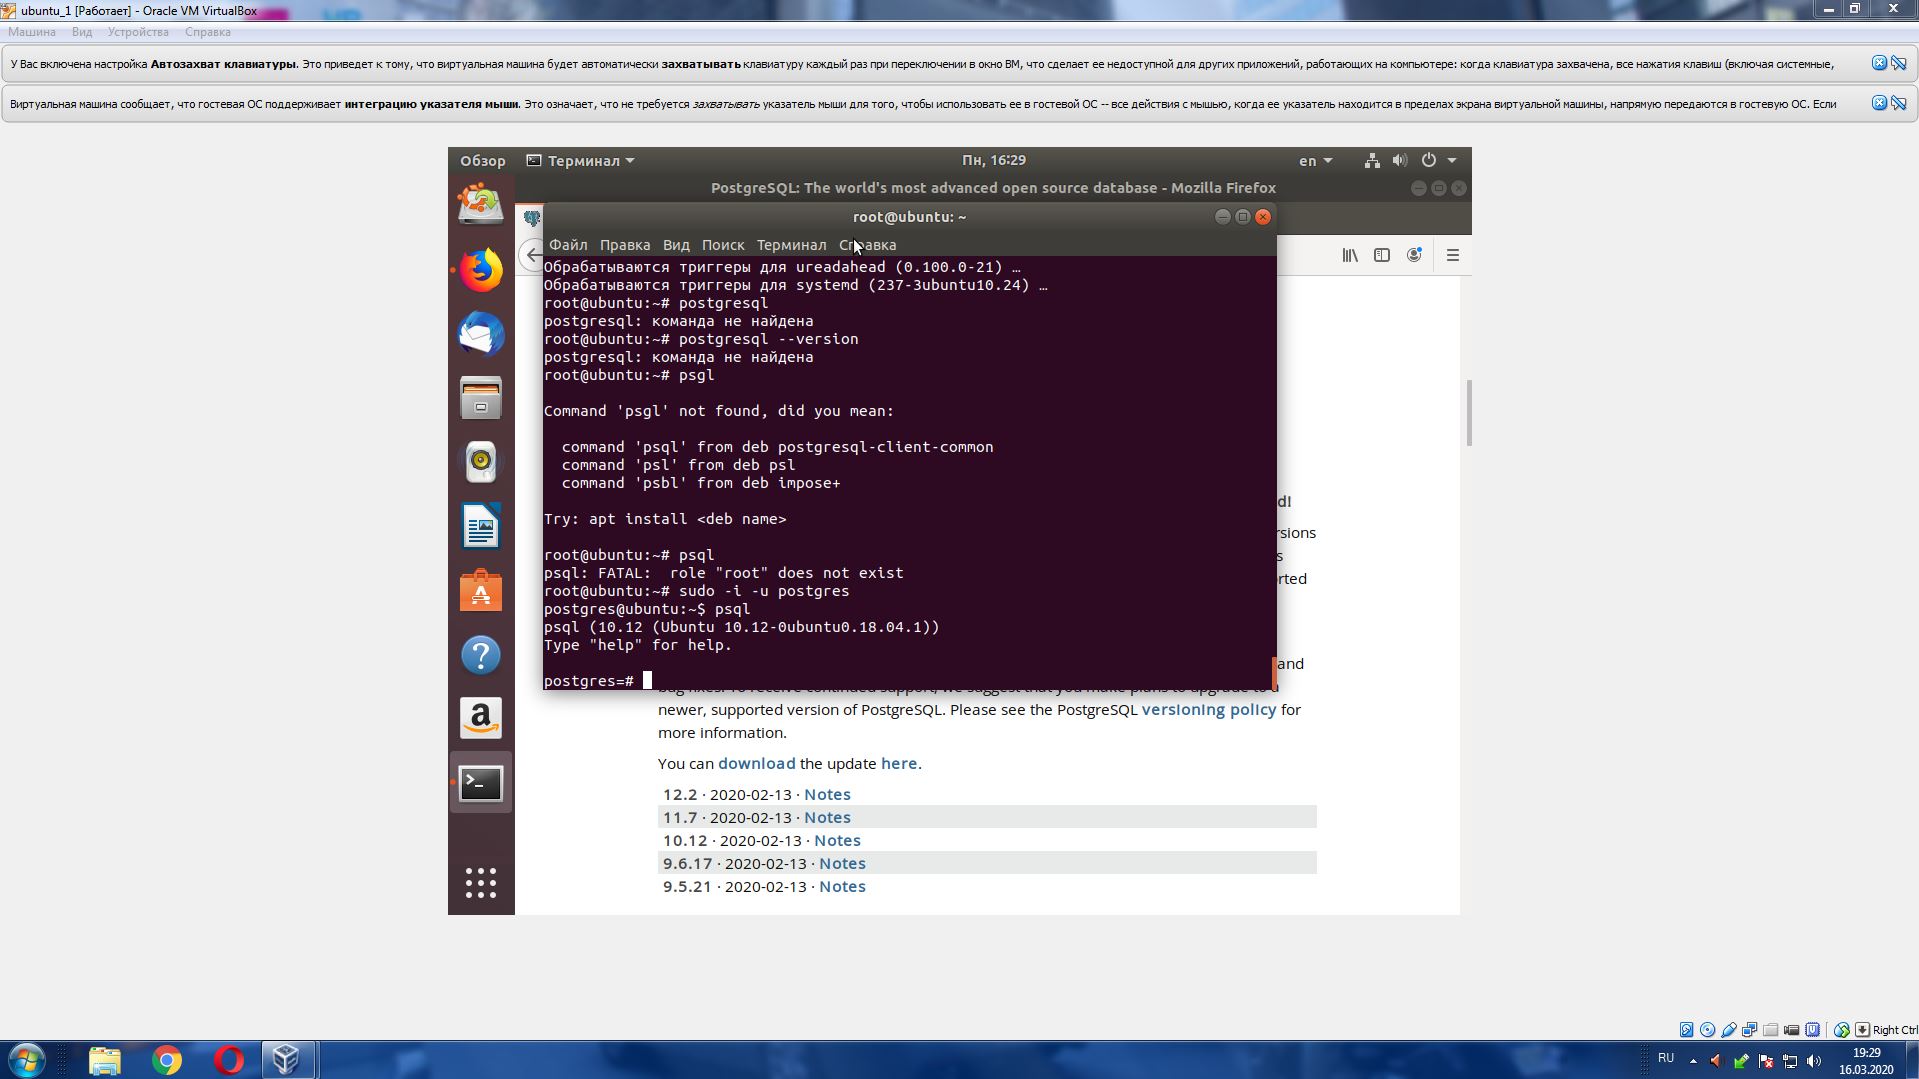 ubuntu_1 [Работает] - Oracle VM VirtualBox
Машина Вид Устройства Справка
У Вас включена настройка Автозахват клавиатуры. Это приведет к тому, что виртуальная машина будет автоматически захватывать клавиатуру каждый раз при переключении в окно ВМ, что сделает ее недоступной для других приложений, работающих на компьютере: когда клавиатура захвачена, все нажатия клавиш (включая системные,
Виртуальная машина сообщает, что гостевая ОС поддерживает интеграцию указателя мыши. Это означает, что не требуется захватывать указатель мыши для того, чтобы использовать ее в гостевой ОС -- все действия с мышью, когда ее указатель находится в пределах экрана виртуальной машины, напрямую передаются в гостевую ОС. Если
Обзор Терминал Пн, 16:29 en
PostgreSQL: The world's most advanced open source database - Mozilla Firefox
root@ubuntu: ~
Файл Правка Вид Поиск Терминал Справка
Обрабатываются триггеры для ureadahead (0.100.0-21) …
Обрабатываются триггеры для systemd (237-3ubuntu10.24) …
root@ubuntu:~# postgresql
postgresql: команда не найдена
root@ubuntu:~# postgresql --version
postgresql: команда не найдена
root@ubuntu:~# psgl
Command 'psgl' not found, did you mean:
command 'psql' from deb postgresql-client-common
command 'psl' from deb psl
command 'psbl' from deb impose+
Try: apt install <deb name>
root@ubuntu:~# psql
psql: FATAL:  role "root" does not exist
root@ubuntu:~# sudo -i -u postgres
postgres@ubuntu:~$ psql
psql (10.12 (Ubuntu 10.12-0ubuntu0.18.04.1))
Type "help" for help.
postgres=#
d!
rsions
s
rted
and
newer, supported version of PostgreSQL. Please see the PostgreSQL versioning policy for
more information.
You can download the update here.
12.2 · 2020-02-13 · Notes
11.7 · 2020-02-13 · Notes
10.12 · 2020-02-13 · Notes
9.6.17 · 2020-02-13 · Notes
9.5.21 · 2020-02-13 · Notes
Right Ctrl
RU
19:29
16.03.2020